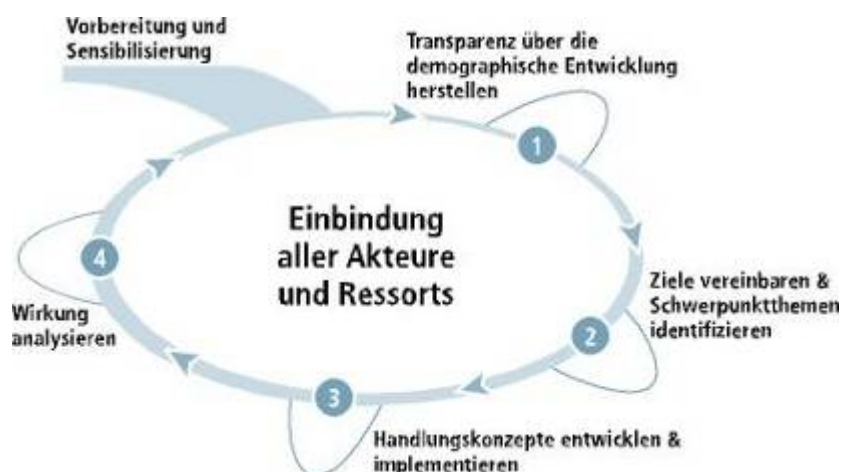 Vorbereitung und
Sensibilisierung
Transparenz über die
demographische Entwicklung
herstellen
1
Einbindung
aller Akteure
und Ressorts
4
Ziele vereinbaren &
Schwerpunktthemen
identifizieren
2
Wirkung
analysieren
3
Handlungskonzepte entwickeln &
implementieren